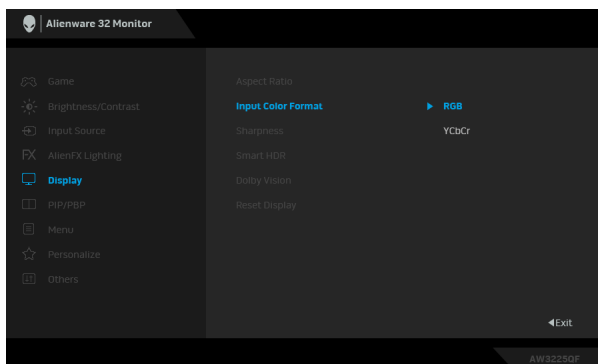 Alienware 32 Monitor
Game
Brightness/Contrast
Input Source
AlienFX Lighting
Display
PIP/PBP
Menu
Personalize
Others
Aspect Ratio
Input Color Format
Sharpness
Smart HDR
Dolby Vision
Reset Display
RGB
YCbCr
Exit
AW3225QF